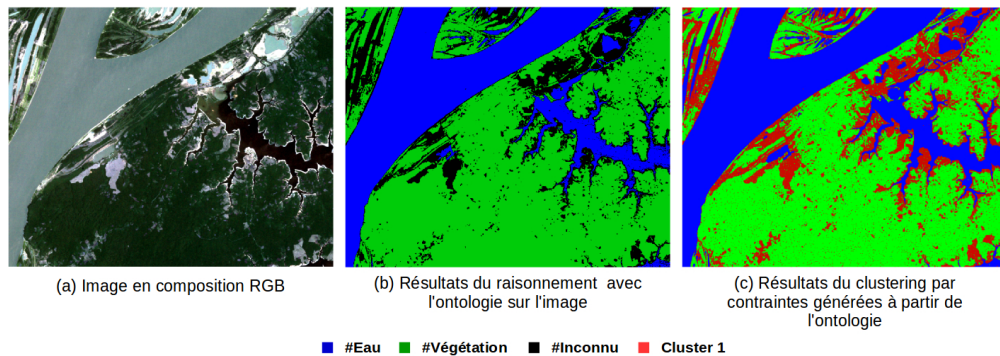 (a) Image en composition RGB
(b) Résultats du raisonnement avec
l'ontologie sur l'image
(c) Résultats du clustering par
contraintes générées à partir de
l'ontologie
#Eau #Végétation #Inconnu Cluster 1